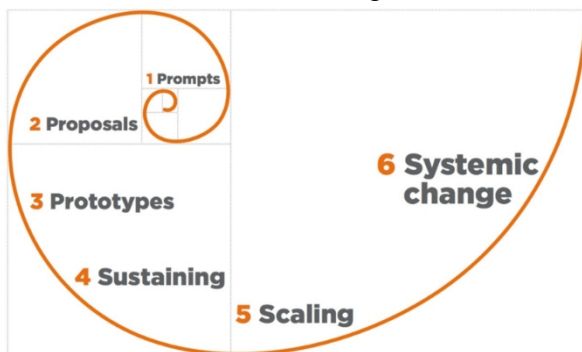 1 Prompts
2 Proposals
3 Prototypes
4 Sustaining
5 Scaling
6 Systemic
change